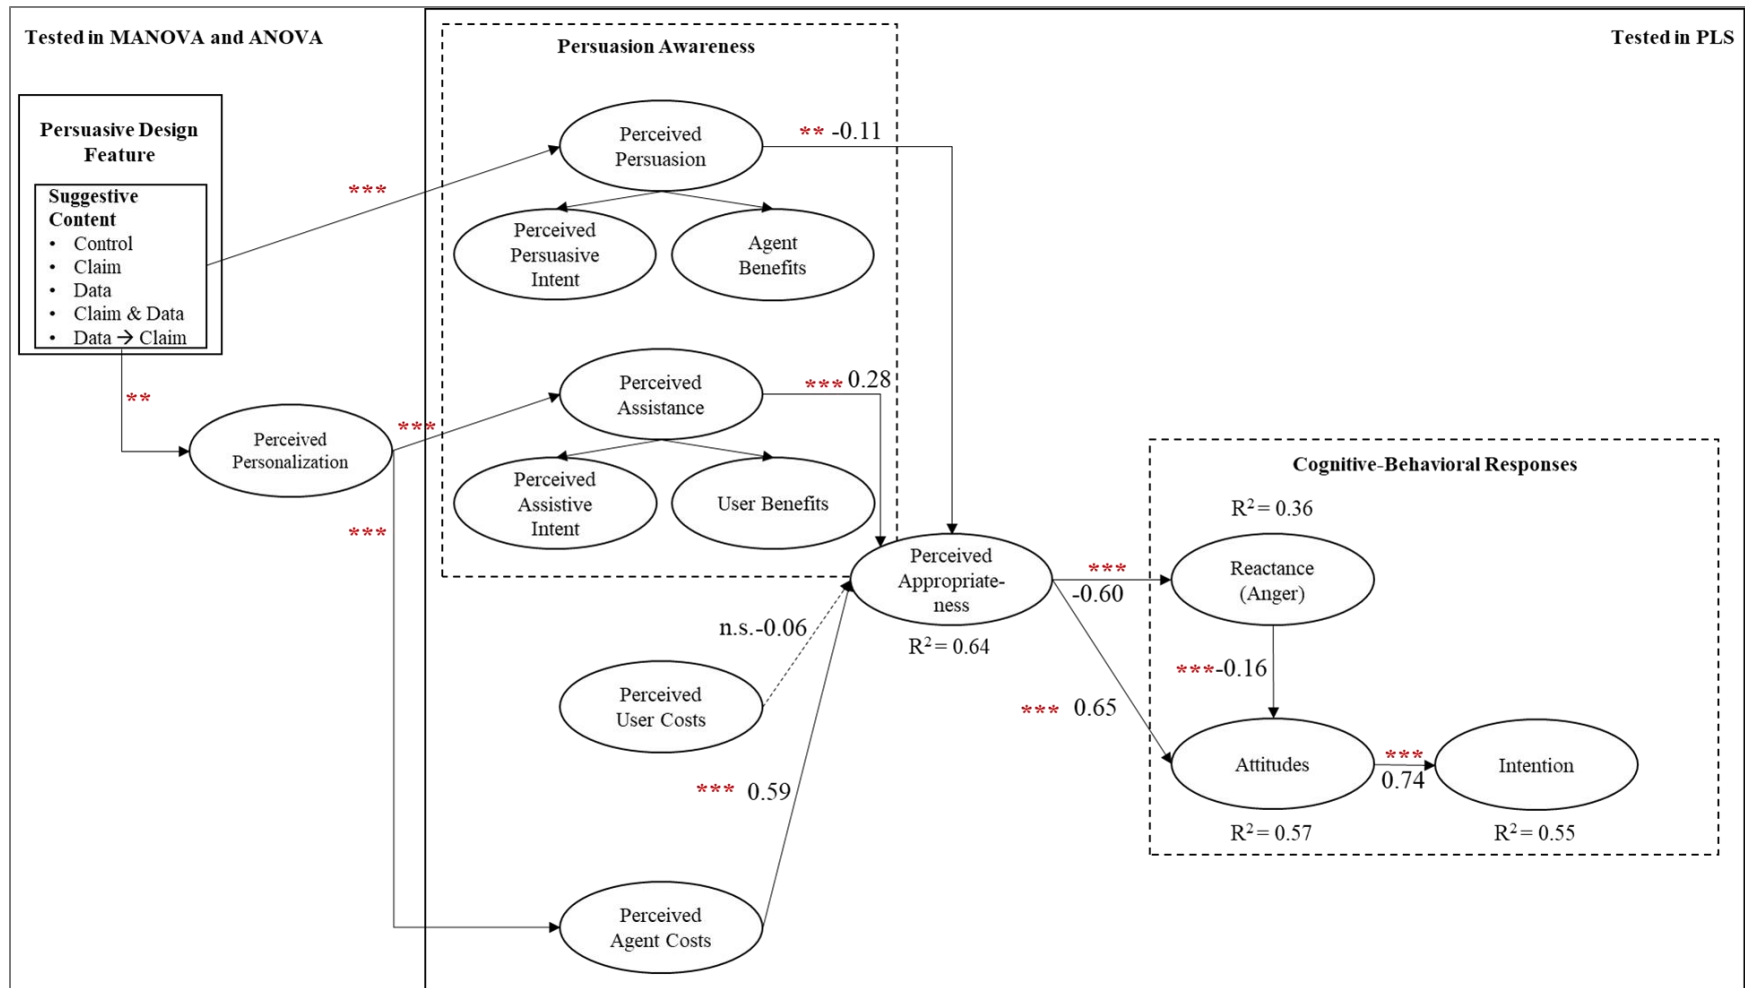 Tested in MANOVA and ANOVA
Persuasion Awareness
Tested in PLS
Persuasive Design
Feature
Suggestive
Content
• Control
• Claim
• Data
• Claim & Data
• Data → Claim
***
**
Perceived
Personalization
***
***
Perceived
Persuasion
** -0.11
Perceived
Persuasive
Intent
Agent
Benefits
Perceived
Assistance
*** 0.28
Perceived
Assistive
Intent
User Benefits
Perceived
Appropriate-
ness
R² = 0.64
n.s.-0.06
Perceived
User Costs
*** 0.59
Perceived
Agent Costs
***
-0.60
*** 0.65
Cognitive-Behavioral Responses
R² = 0.36
Reactance
(Anger)
***-0.16
Attitudes
R² = 0.57
***
0.74
Intention
R² = 0.55